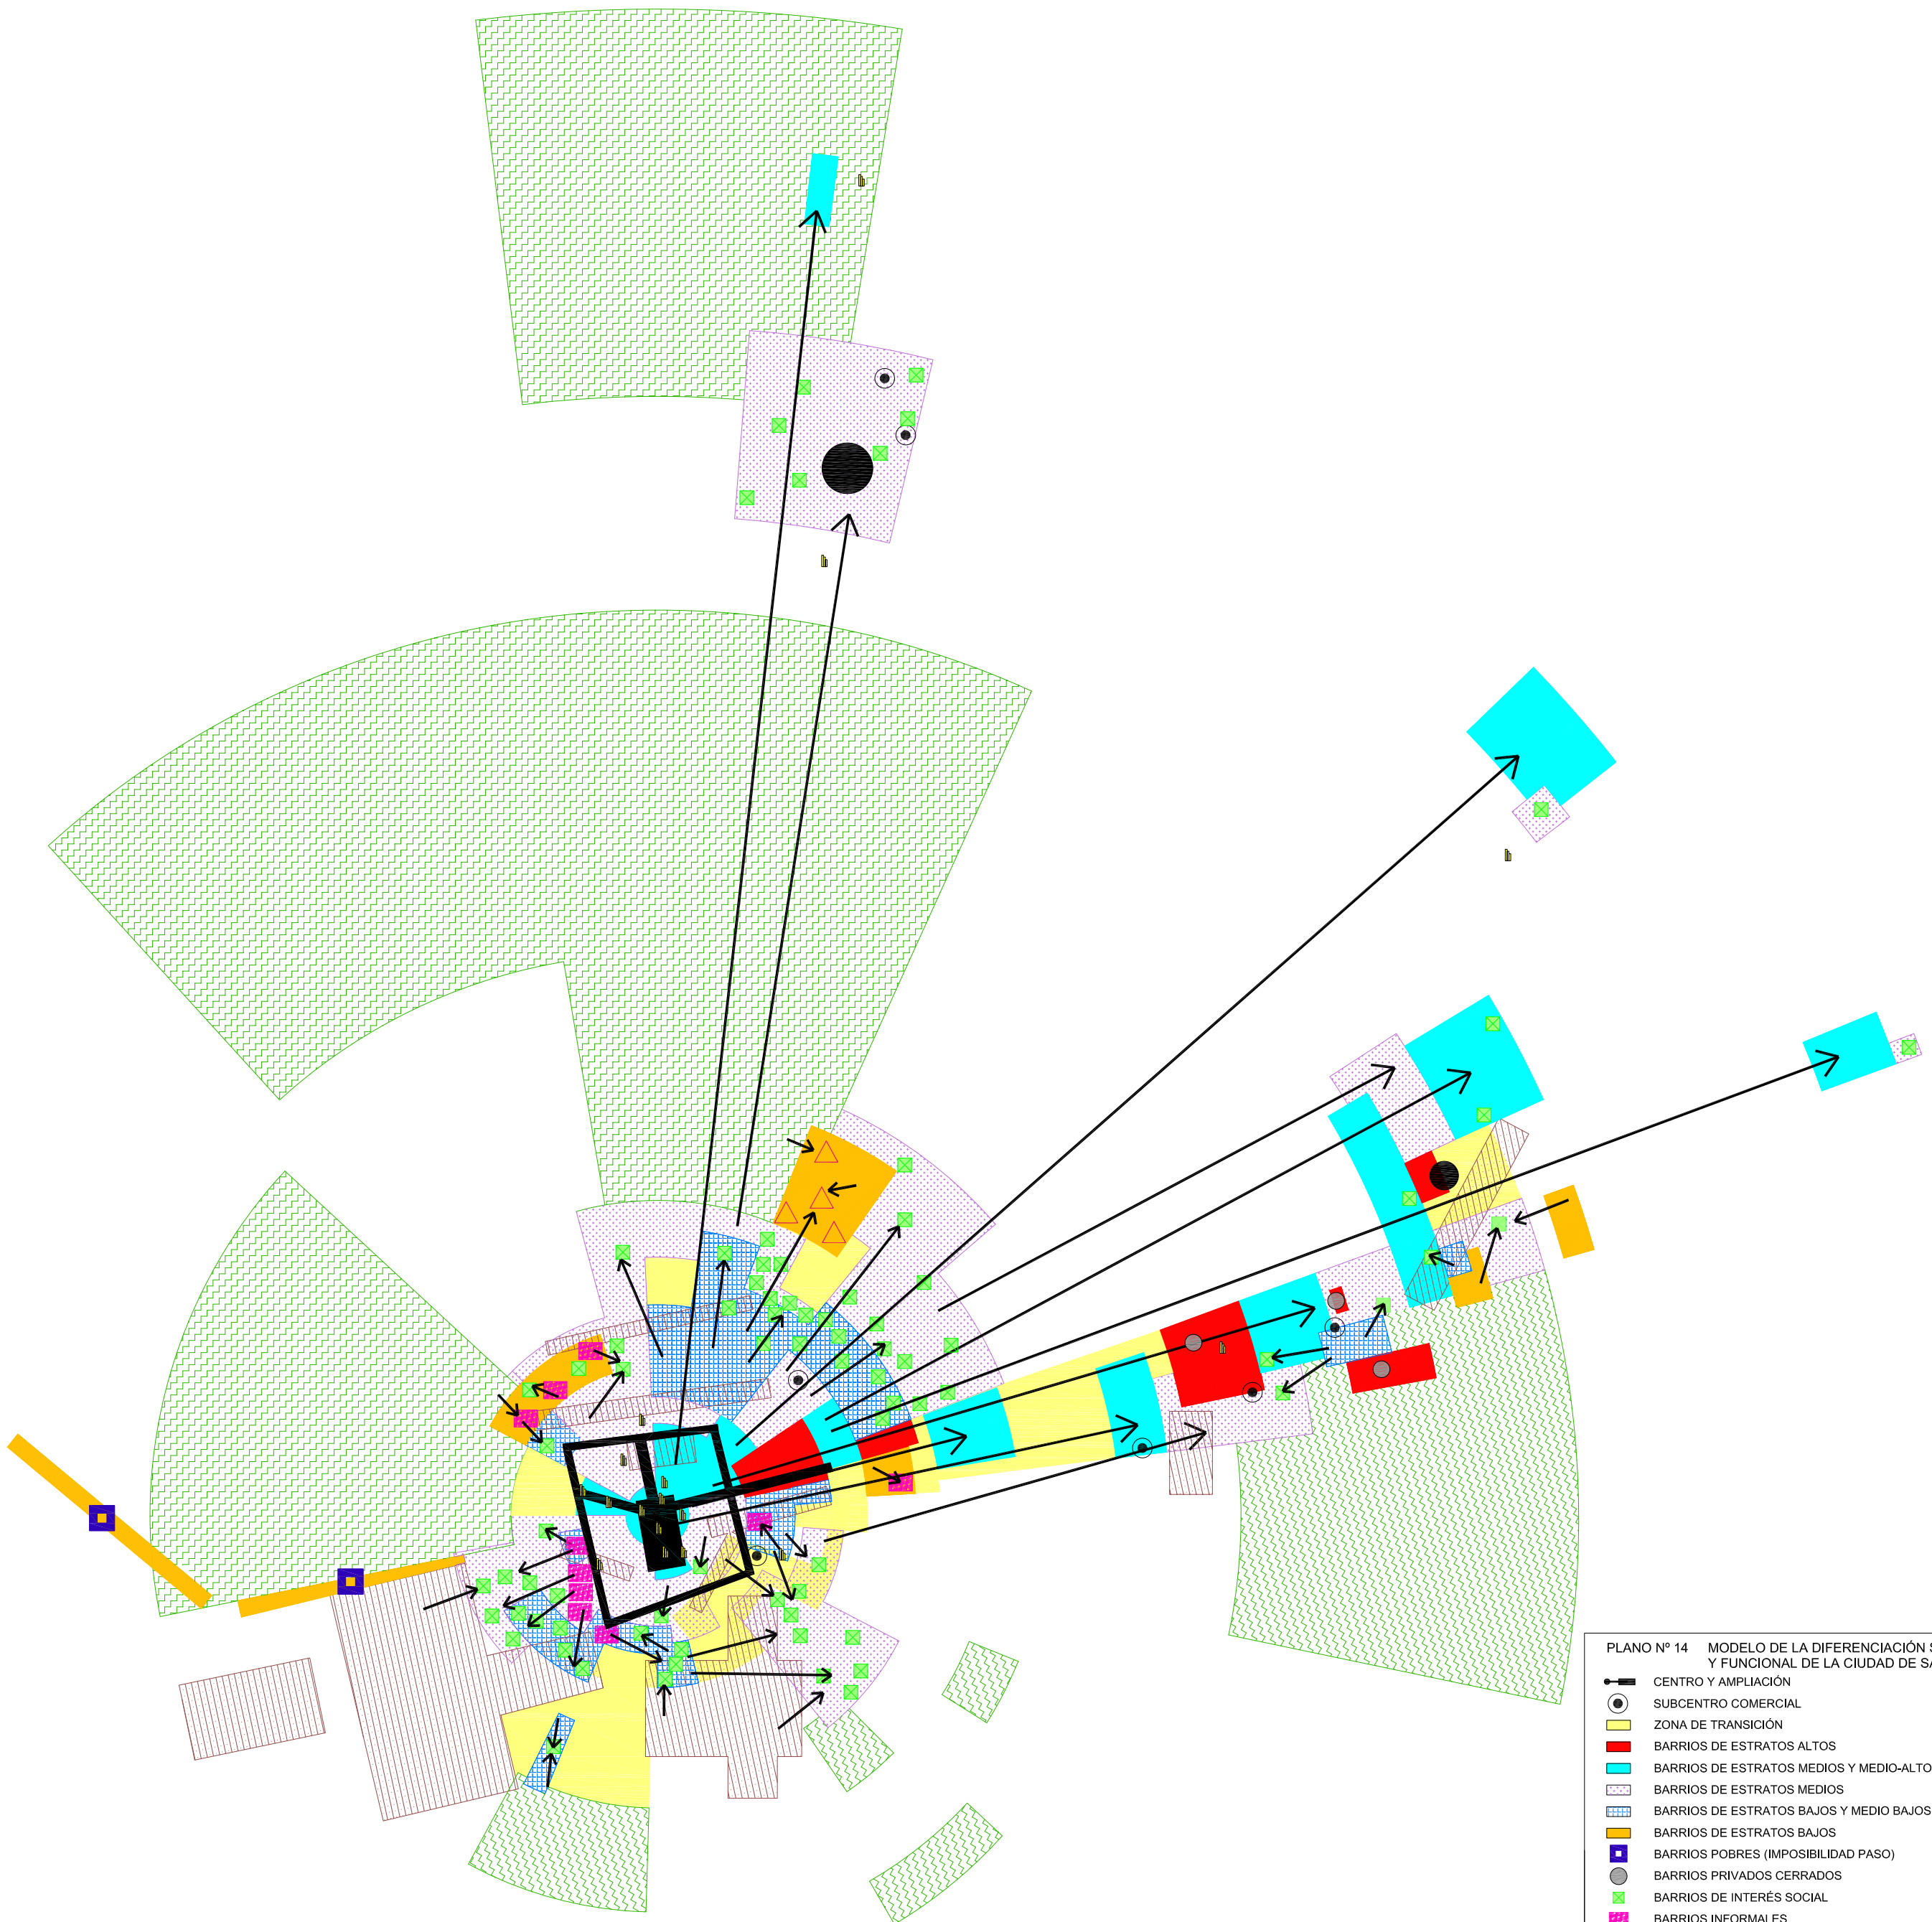 PLANO Nº 14 MODELO DE LA DIFERENCIACIÓN
Y FUNCIONAL DE LA CIUDAD DE
CENTRO Y AMPLIACIÓN
SUBCENTRO COMERCIAL
ZONA DE TRANSICIÓN
BARRIOS DE ESTRATOS ALTOS
BARRIOS DE ESTRATOS MEDIOS Y MEDIO-ALTO
BARRIOS DE ESTRATOS MEDIOS
BARRIOS DE ESTRATOS BAJOS Y MEDIO BAJOS
BARRIOS DE ESTRATOS BAJOS
BARRIOS POBRES (IMPOSIBILIDAD PASO)
BARRIOS PRIVADOS CERRADOS
BARRIOS DE INTERÉS SOCIAL
BARRIOS INFORMALES